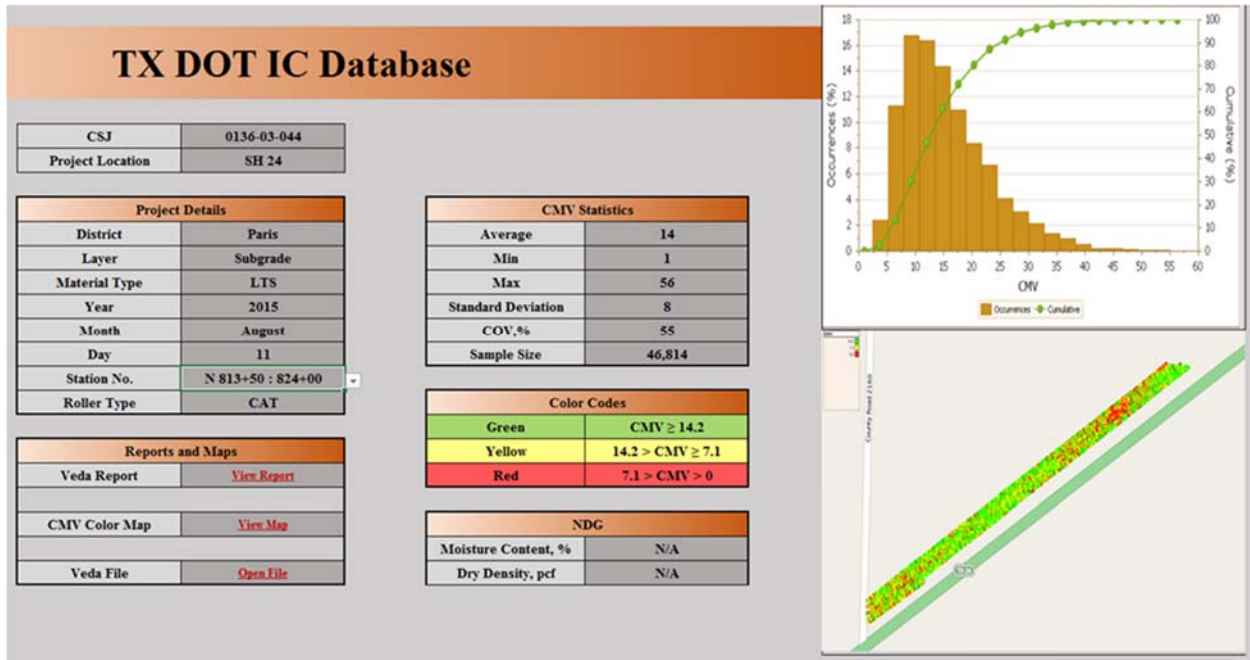 TX DOT IC Database
CSJ 0136-03-044
Project Location SH 24
Project Details
District Paris
Layer Subgrade
Material Type LTS
Year 2015
Month August
Day 11
Station No. N 813+50 : 824+00
Roller Type CAT
Reports and Maps
Veda Report View Report
CMV Color Map View Map
Veda File Open File
CMV Statistics
Average 14
Min 1
Max 56
Standard Deviation 8
COV,% 55
Sample Size 46,814
Color Codes
Green CMV ≥ 14.2
Yellow 14.2 > CMV ≥ 7.1
Red 7.1 > CMV > 0
NDG
Moisture Content, % N/A
Dry Density, pcf N/A
Occurrences (%)
18
16
14
12
10
8
6
4
2
0
Cumulative (%)
100
90
80
70
60
50
40
30
20
10
0
0 5 10 15 20 25 30 35 40 45 50 55 60
CMV
Occurrences Cumulative
County Road 2160